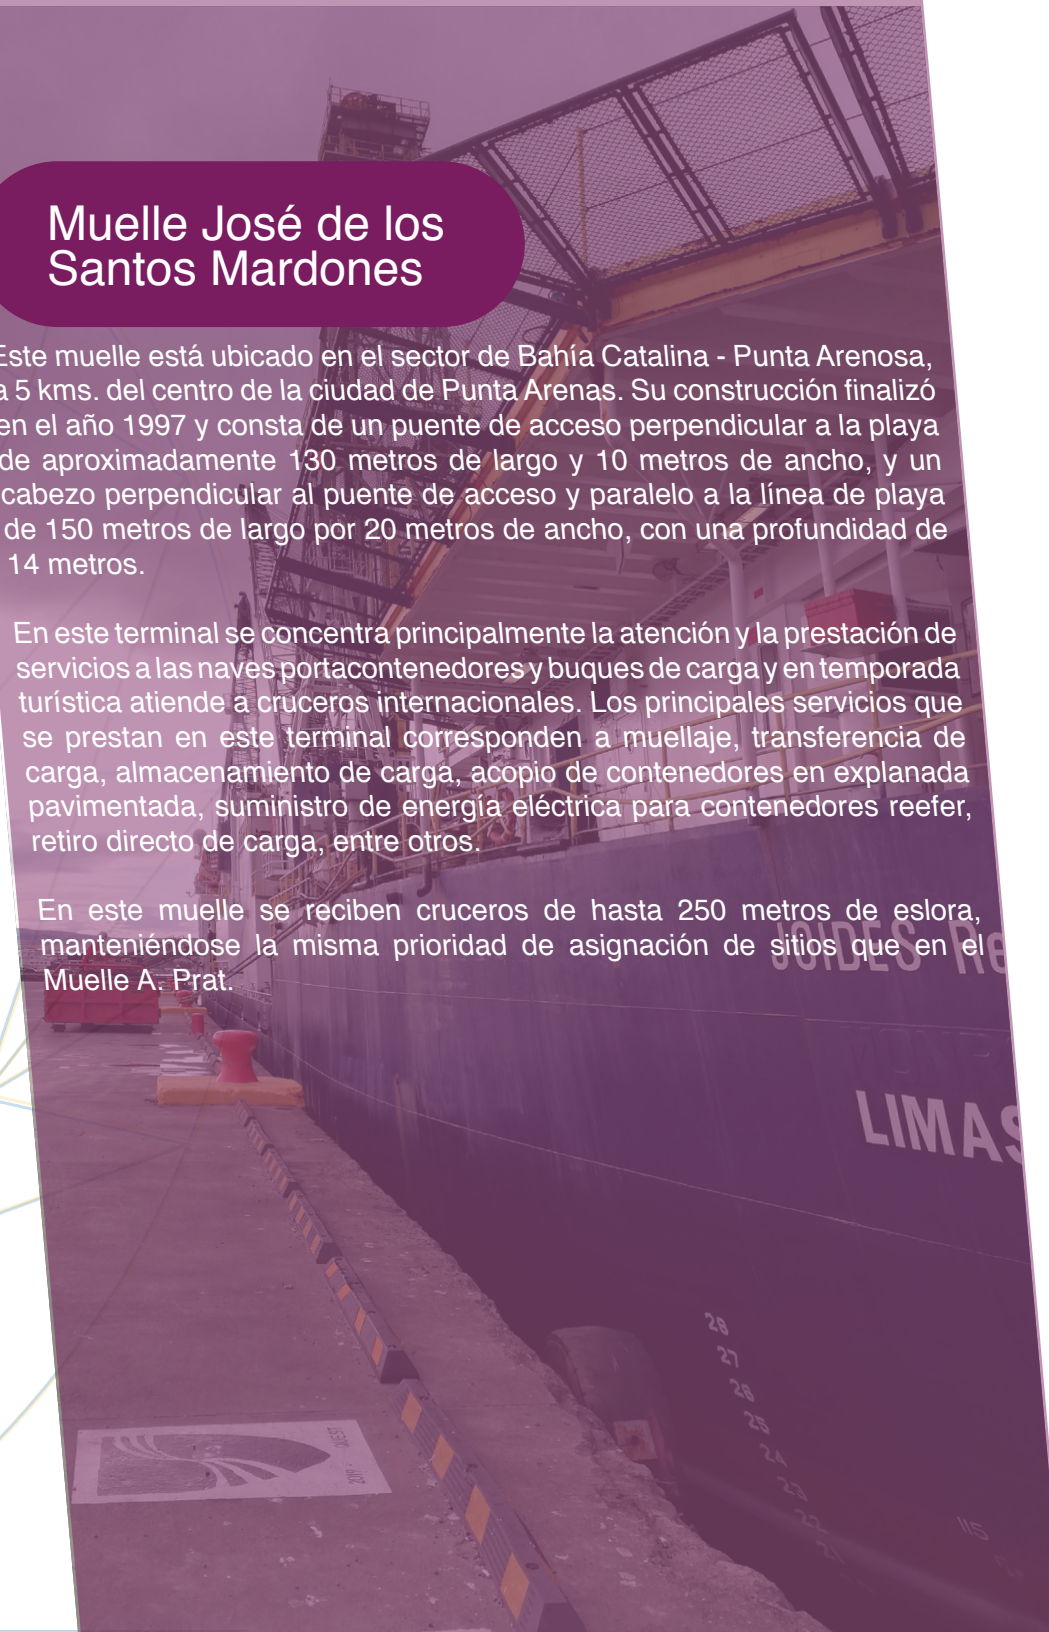 Muelle José de los
Santos Mardones
Este muelle está ubicado en el sector de Bahía Catalina - Punta Arenosa,
a 5 kms. del centro de la ciudad de Punta Arenas. Su construcción finalizó
en el año 1997 y consta de un puente de acceso perpendicular a la playa
de aproximadamente 130 metros de largo y 10 metros de ancho, y un
cabezo perpendicular al puente de acceso y paralelo a la línea de playa
de 150 metros de largo por 20 metros de ancho, con una profundidad de
14 metros.
En este terminal se concentra principalmente la atención y la prestación de
servicios a las naves portacontenedores y buques de carga y en temporada
turística atiende a cruceros internacionales. Los principales servicios que
se prestan en este terminal corresponden a muellaje, transferencia de
carga, almacenamiento de carga, acopio de contenedores en explanada
pavimentada, suministro de energía eléctrica para contenedores reefer,
retiro directo de carga, entre otros.
En este muelle se reciben cruceros de hasta 250 metros de eslora,
manteniéndose la misma prioridad de asignación de sitios que en el
Muelle A. Prat.
JOIDES Re
LIMAS
28
27
26
25
24
23
22
21
115